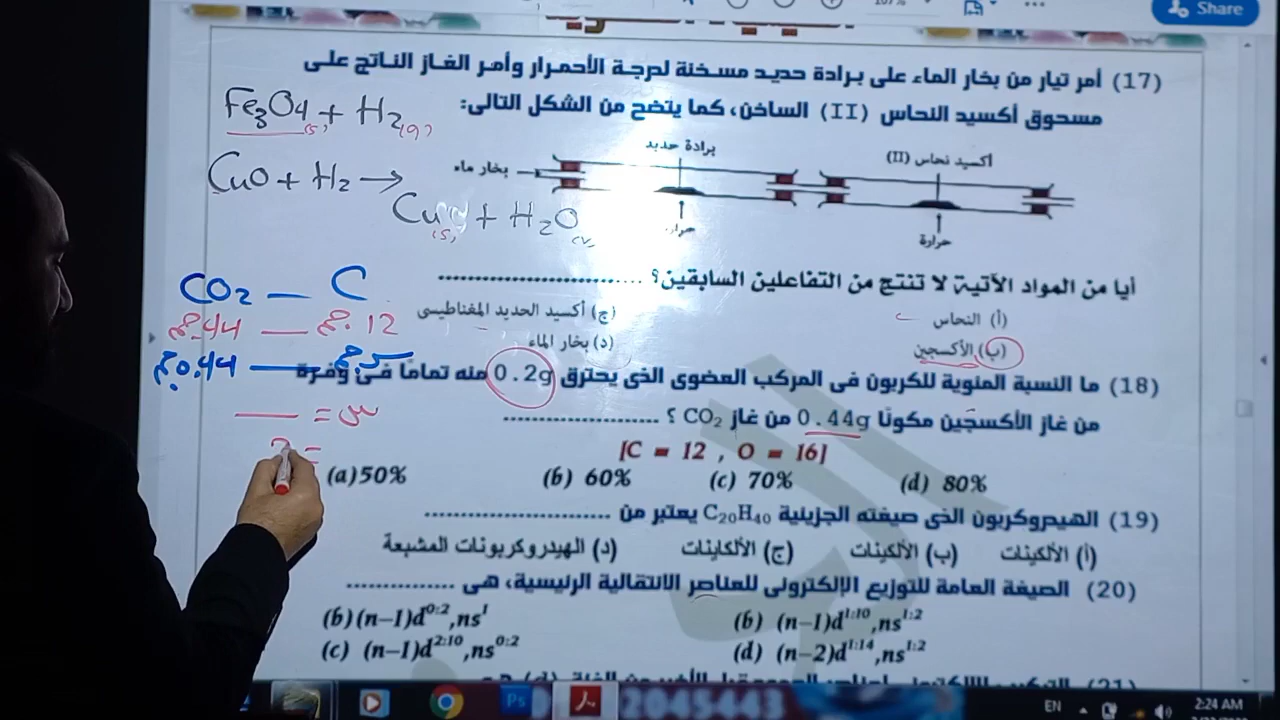 Share
(17) أمر تيار من بخار الماء على برادة حديد مسخنة لدرجة الأحمرار وأمر الغاز الناتج على
مسحوق أكسيد النحاس (II) الساخن، كما يتضح من الشكل التالى:
Fe3O4(s) + H2(g)
CuO + H2 →
Cu(s) + H2O(v)
برادة حديد
أكسيد نحاس (II)
بخار ماء
حرارة
أيا من المواد الآتية لا تنتج من التفاعلين السابقين؟ ..............................
(أ) النحاس
(ج) أكسيد الحديد المغناطيسى
(ب) الأكسجين
(د) بخار الماء
CO2 — C
44 جم — 12 جم
0.44 جم — س جم
س = —
(18) ما النسبة المئوية للكربون فى المركب العضوى الذى يحترق 0.2g منه تمامًا فى وفرة
من غاز الأكسجين مكونًا 0.44g من غاز CO2 ؟ ......................
[C = 12 , O = 16]
(a) 50%
(b) 60%
(c) 70%
(d) 80%
(19) الهيدروكربون الذى صيغته الجزيئية C20H40 يعتبر من ..........................
(أ) الألكينات
(ب) الألكينات
(ج) الألكاينات
(د) الهيدروكربونات المشبعة
(20) الصيغة العامة للتوزيع الإلكترونى للعناصر الانتقالية الرئيسية، هى ................
(b) (n–1)d0:2,ns1
(b) (n–1)d1:10,ns1:2
(c) (n–1)d2:10,ns0:2
(d) (n–2)d1:14,ns1:2
2045443
EN
2:24 AM